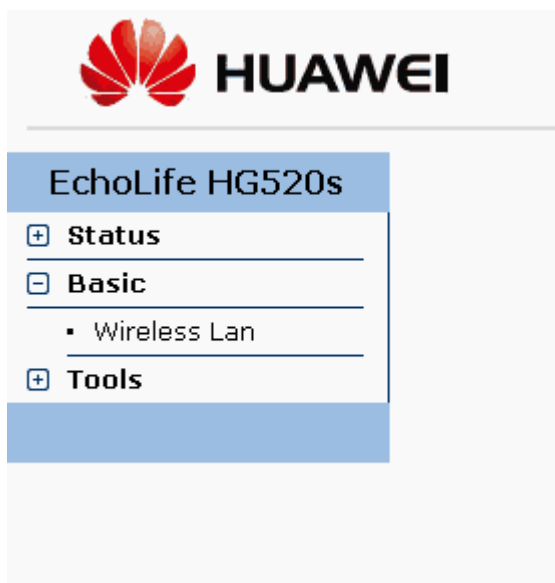 HUAWEI
EchoLife HG520s
Status
Basic
Wireless Lan
Tools